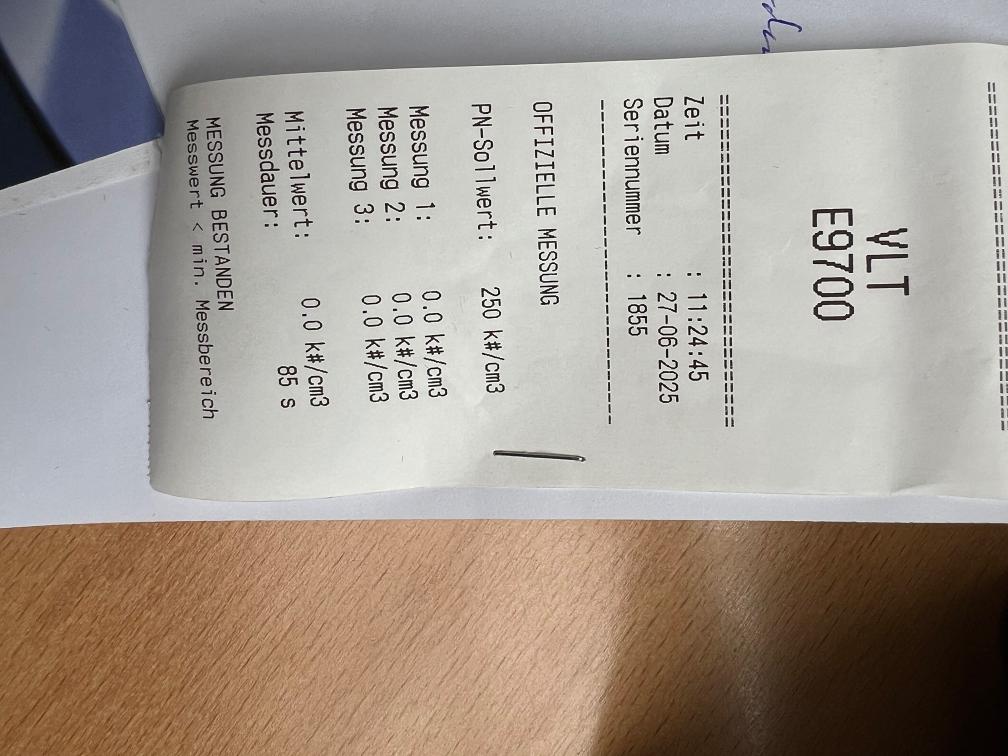 ===============================
VLT
E9700
===============================
Zeit : 11:24:45
Datum : 27-06-2025
Seriennummer : 1855
-------------------------------
OFFIZIELLE MESSUNG
PN-Sollwert: 250 k#/cm3
Messung 1: 0.0 k#/cm3
Messung 2: 0.0 k#/cm3
Messung 3: 0.0 k#/cm3
Mittelwert: 0.0 k#/cm3
Messdauer: 85 s
MESSUNG BESTANDEN
Messwert < min. Messbereich